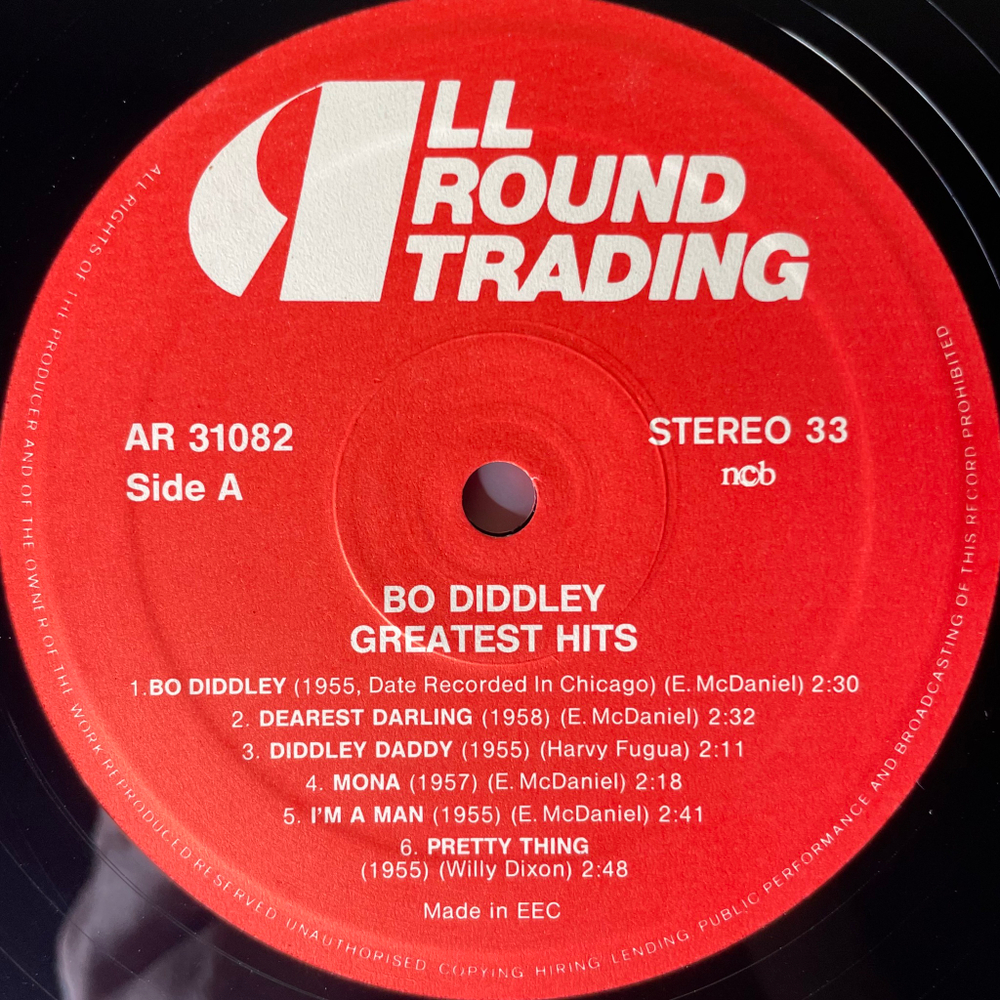 ALL
ROUND
TRADING
AR 31082
Side A
STEREO 33
ncb
BO DIDDLEY
GREATEST HITS
1.BO DIDDLEY (1955, Date Recorded In Chicago) (E. McDaniel) 2:30
2. DEAREST DARLING (1958) (E. McDaniel) 2:32
3. DIDDLEY DADDY (1955) (Harvy Fugua) 2:11
4. MONA (1957) (E. McDaniel) 2:18
5. I'M A MAN (1955) (E. McDaniel) 2:41
6. PRETTY THING
(1955) (Willy Dixon) 2:48
Made in EEC
ALL RIGHTS OF THE PRODUCER AND OF THE OWNER OF THE WORK REPRODUCED RESERVED UNAUTHORISED COPYING HIRING LENDING PUBLIC PERFORMANCE AND BROADCASTING OF THIS RECORD PROHIBITED